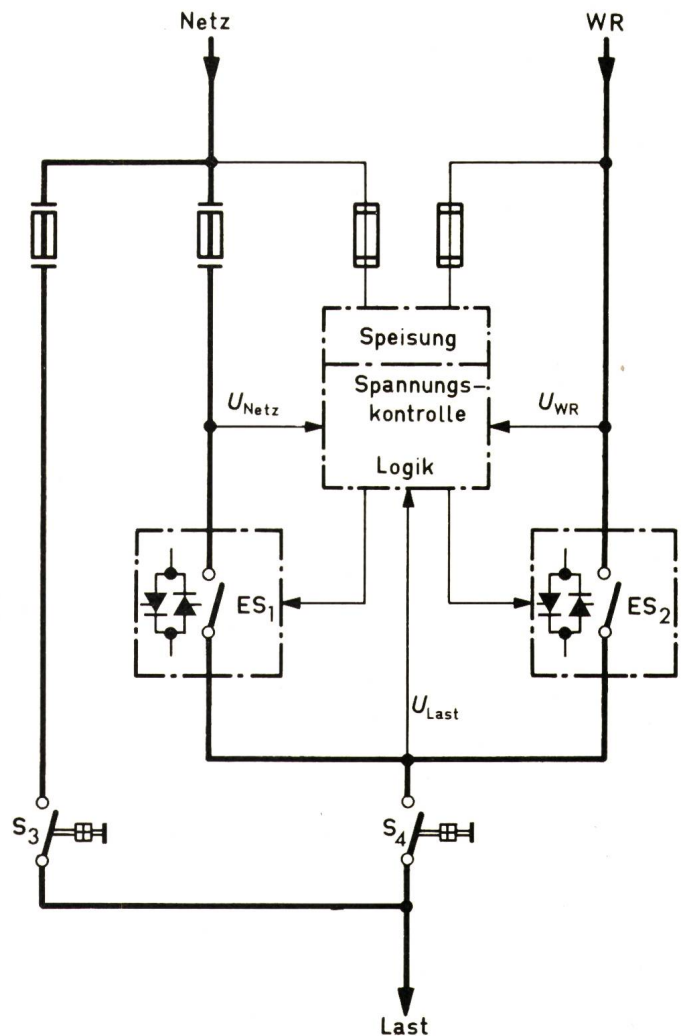 Netz
WR
Speisung
Spannungs-
kontrolle
Logik
U_Netz
U_WR
ES_1
ES_2
U_Last
S_3
S_4
Last